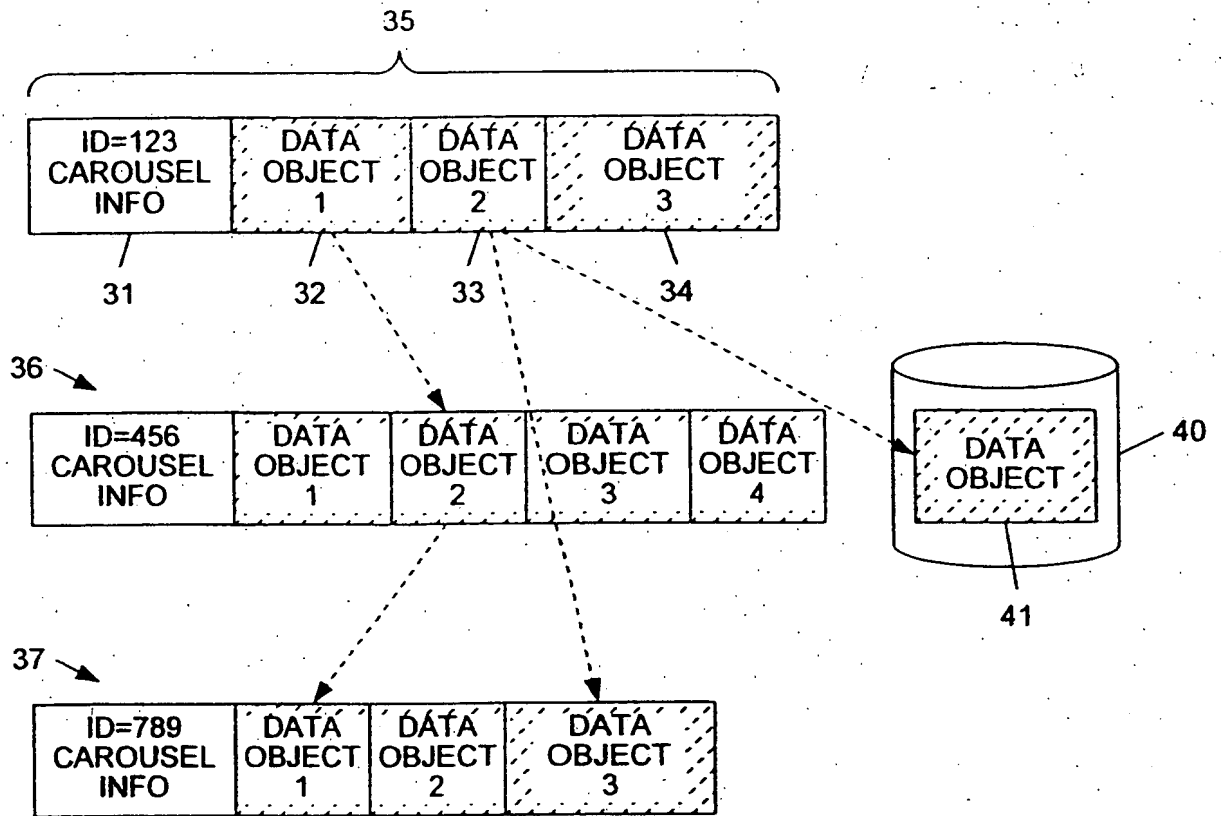 35
ID=123
CAROUSEL
INFO
DATA
OBJECT
1
DATA
OBJECT
2
DATA
OBJECT
3
31
32
33
34
36
ID=456
CAROUSEL
INFO
DATA
OBJECT
1
DATA
OBJECT
2
DATA
OBJECT
3
DATA
OBJECT
4
DATA
OBJECT
40
41
37
ID=789
CAROUSEL
INFO
DATA
OBJECT
1
DATA
OBJECT
2
DATA
OBJECT
3